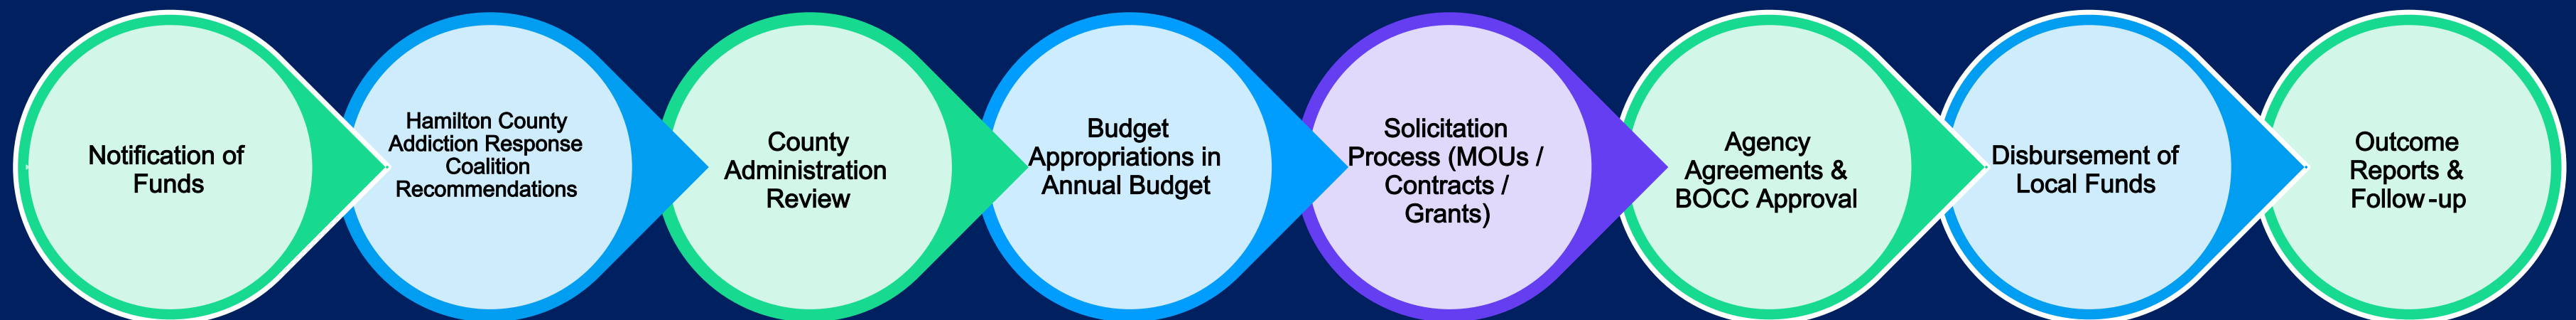 Notification of
Funds
Hamilton County
Addiction Response
Coalition
Recommendations
County
Administration
Review
Budget
Appropriations in
Annual Budget
Solicitation
Process (MOUs /
Contracts /
Grants)
Agency
Agreements &
BOCC Approval
Disbursement of
Local Funds
Outcome
Reports &
Follow-up